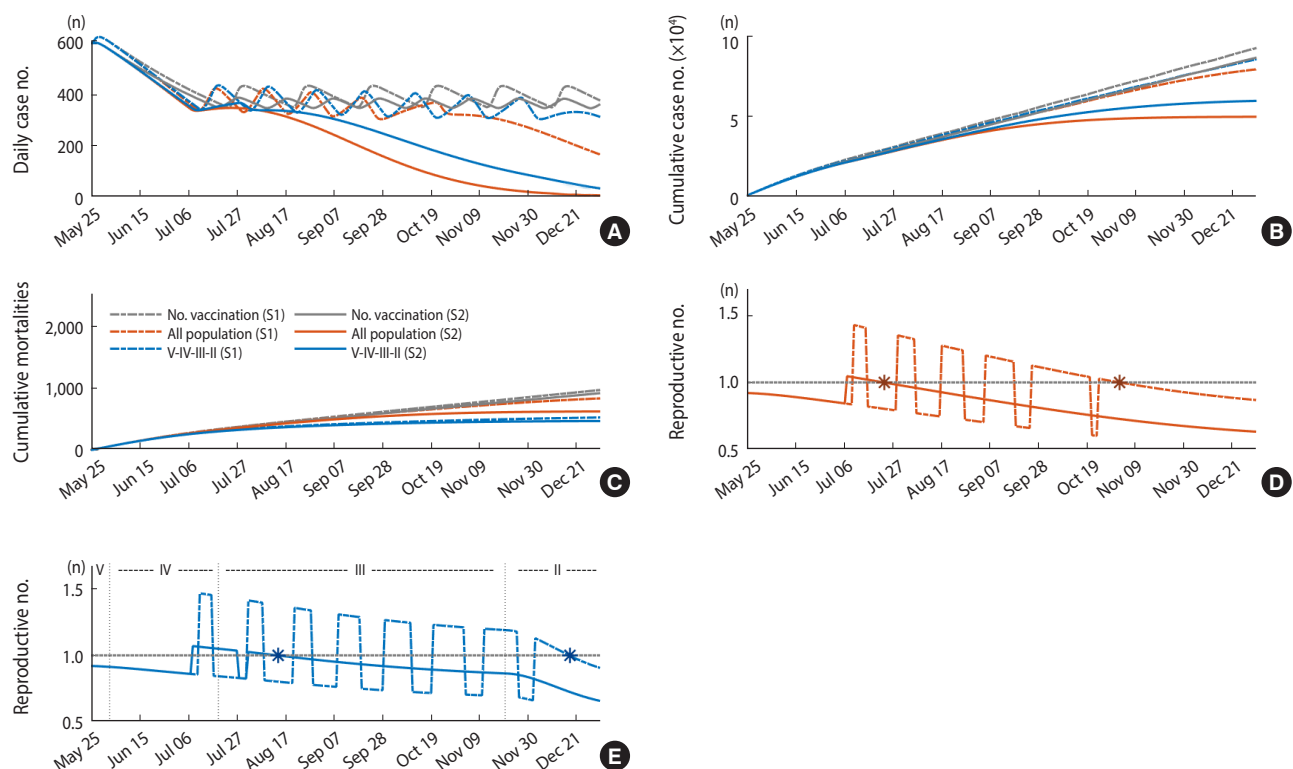 (n)
600
400
200
0
Daily case no.
May 25
Jun 15
Jul 06
Jul 27
Aug 17
Sep 07
Sep 28
Oct 19
Nov 09
Nov 30
Dec 21
A
(n)
10
5
0
Cumulative case no. (×10⁴)
May 25
Jun 15
Jul 06
Jul 27
Aug 17
Sep 07
Sep 28
Oct 19
Nov 09
Nov 30
Dec 21
B
(n)
2,000
1,000
0
Cumulative mortalities
No. vaccination (S1)
No. vaccination (S2)
All population (S1)
All population (S2)
V-IV-III-II (S1)
V-IV-III-II (S2)
May 25
Jun 15
Jul 06
Jul 27
Aug 17
Sep 07
Sep 28
Oct 19
Nov 09
Nov 30
Dec 21
C
(n)
1.5
1.0
0.5
Reproductive no.
May 25
Jun 15
Jul 06
Jul 27
Aug 17
Sep 07
Sep 28
Oct 19
Nov 09
Nov 30
Dec 21
D
(n)
V
IV
III
II
1.5
1.0
0.5
Reproductive no.
May 25
Jun 15
Jul 06
Jul 27
Aug 17
Sep 07
Sep 28
Oct 19
Nov 09
Nov 30
Dec 21
E